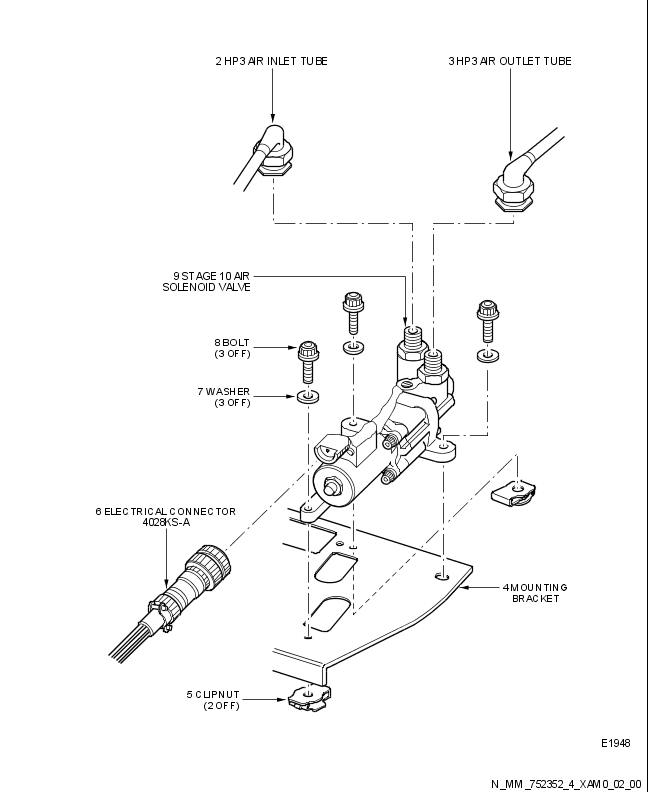 2 HP3 AIR INLET TUBE
3 HP3 AIR OUTLET TUBE
9 STAGE 10 AIR
SOLENOID VALVE
8 BOLT
(3 OFF)
7 WASHER
(3 OFF)
6 ELECTRICAL CONNECTOR
4028KS-A
4 MOUNTING
BRACKET
5 CLIPNUT
(2 OFF)
E1948
N_MM_752352_4_XAM0_02_00